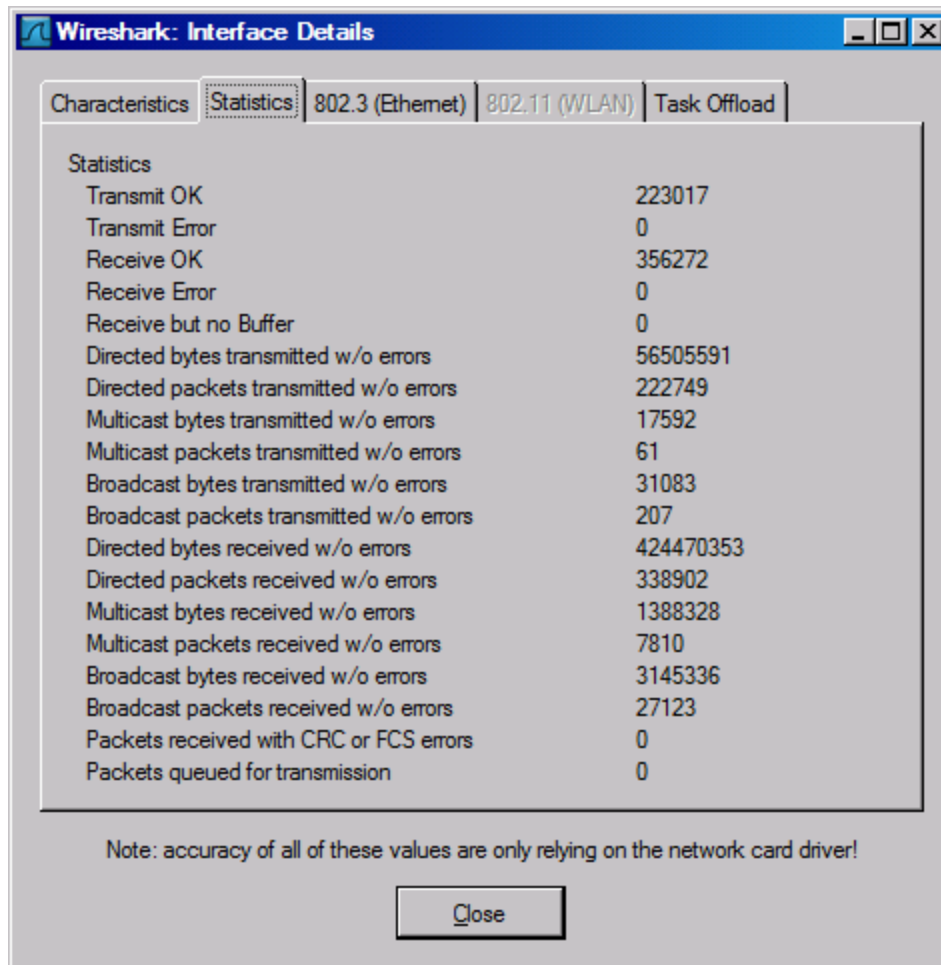 Wireshark: Interface Details
Characteristics Statistics 802.3 (Ethernet) 802.11 (WLAN) Task Offload
Statistics
Transmit OK 223017
Transmit Error 0
Receive OK 356272
Receive Error 0
Receive but no Buffer 0
Directed bytes transmitted w/o errors 56505591
Directed packets transmitted w/o errors 222749
Multicast bytes transmitted w/o errors 17592
Multicast packets transmitted w/o errors 61
Broadcast bytes transmitted w/o errors 31083
Broadcast packets transmitted w/o errors 207
Directed bytes received w/o errors 424470353
Directed packets received w/o errors 338902
Multicast bytes received w/o errors 1388328
Multicast packets received w/o errors 7810
Broadcast bytes received w/o errors 3145336
Broadcast packets received w/o errors 27123
Packets received with CRC or FCS errors 0
Packets queued for transmission 0
Note: accuracy of all of these values are only relying on the network card driver!
Close